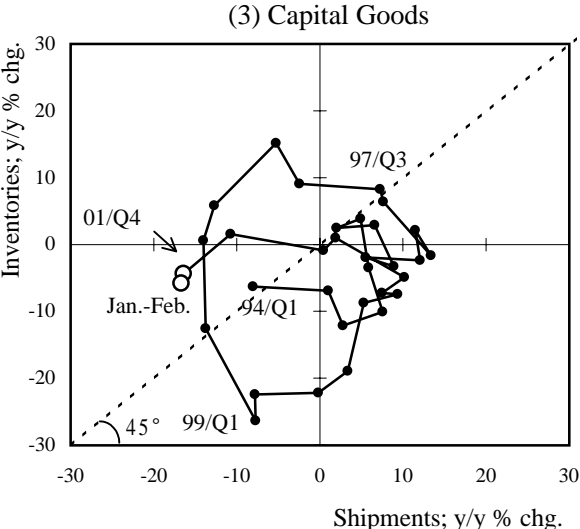 (3) Capital Goods
Inventories; y/y % chg.
30
20
10
0
-10
-20
-30
97/Q3
01/Q4
Jan.-Feb.
94/Q1
99/Q1
45°
-30
-20
-10
0
10
20
30
Shipments; y/y % chg.